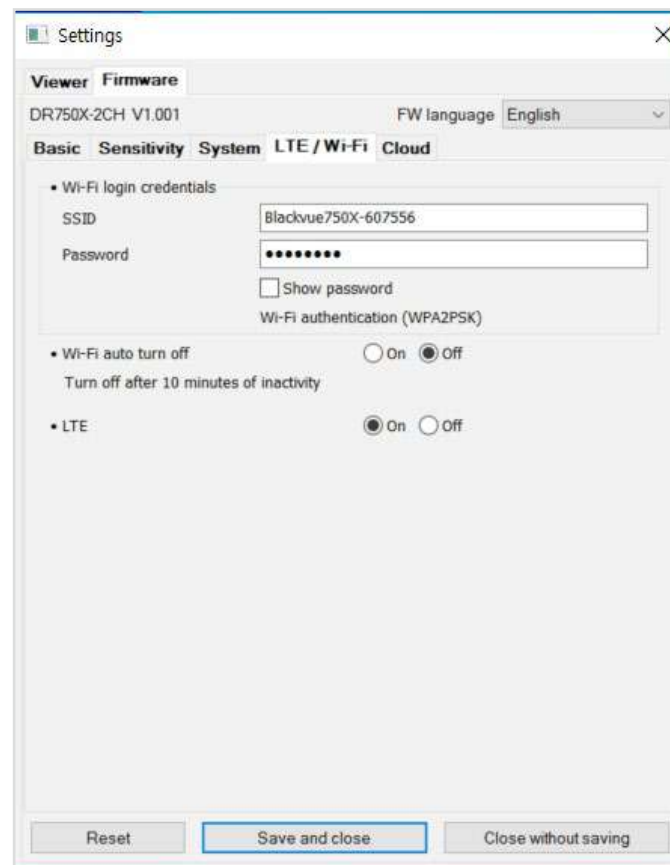 Settings
Viewer Firmware
DR750X-2CH V1.001 FW language English
Basic Sensitivity System LTE / Wi-Fi Cloud
• Wi-Fi login credentials
SSID Blackvue750X-607556
Password ••••••••
Show password
Wi-Fi authentication (WPA2PSK)
• Wi-Fi auto turn off On Off
Turn off after 10 minutes of inactivity
• LTE On Off
Reset Save and close Close without saving